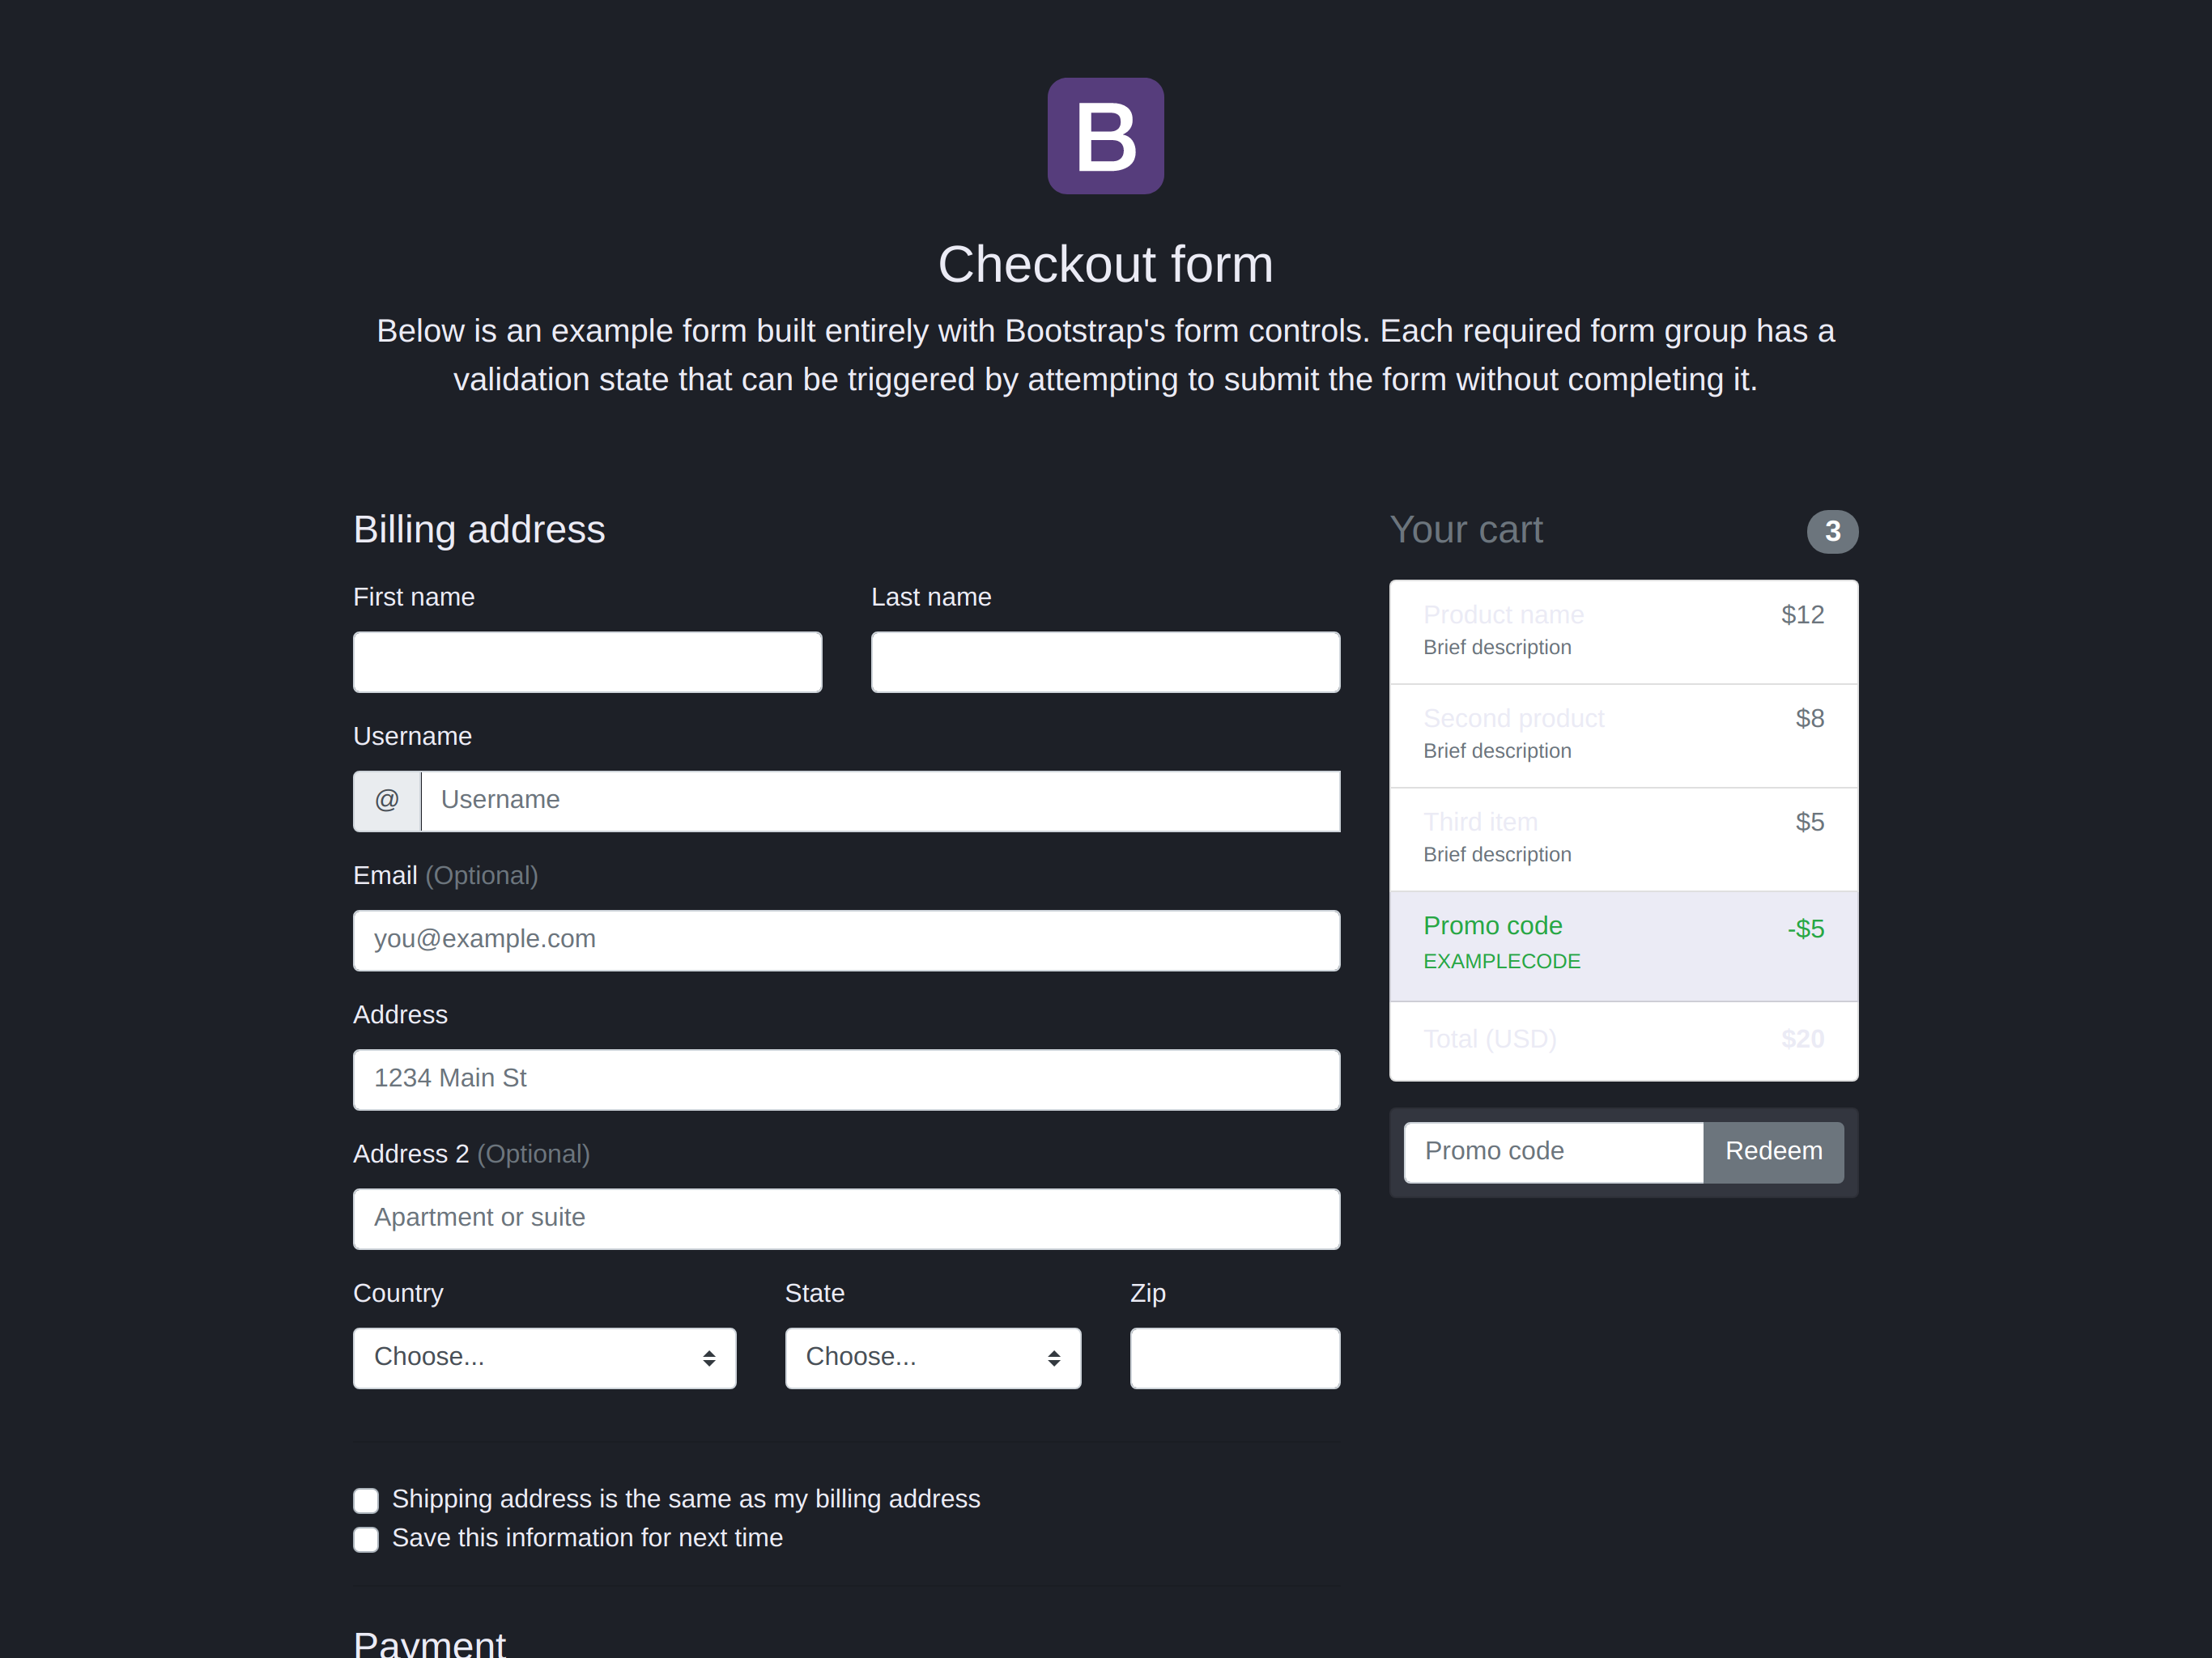 B
Checkout form
Below is an example form built entirely with Bootstrap's form controls. Each required form group has a
validation state that can be triggered by attempting to submit the form without completing it.
Billing address
First name
Last name
Username
@
Username
Email (Optional)
you@example.com
Address
1234 Main St
Address 2 (Optional)
Apartment or suite
Country
State
Zip
Choose...
Choose...
Shipping address is the same as my billing address
Save this information for next time
Payment
Your cart
3
Product name
$12
Brief description
Second product
$8
Brief description
Third item
$5
Brief description
Promo code
-$5
EXAMPLECODE
Total (USD)
$20
Promo code
Redeem